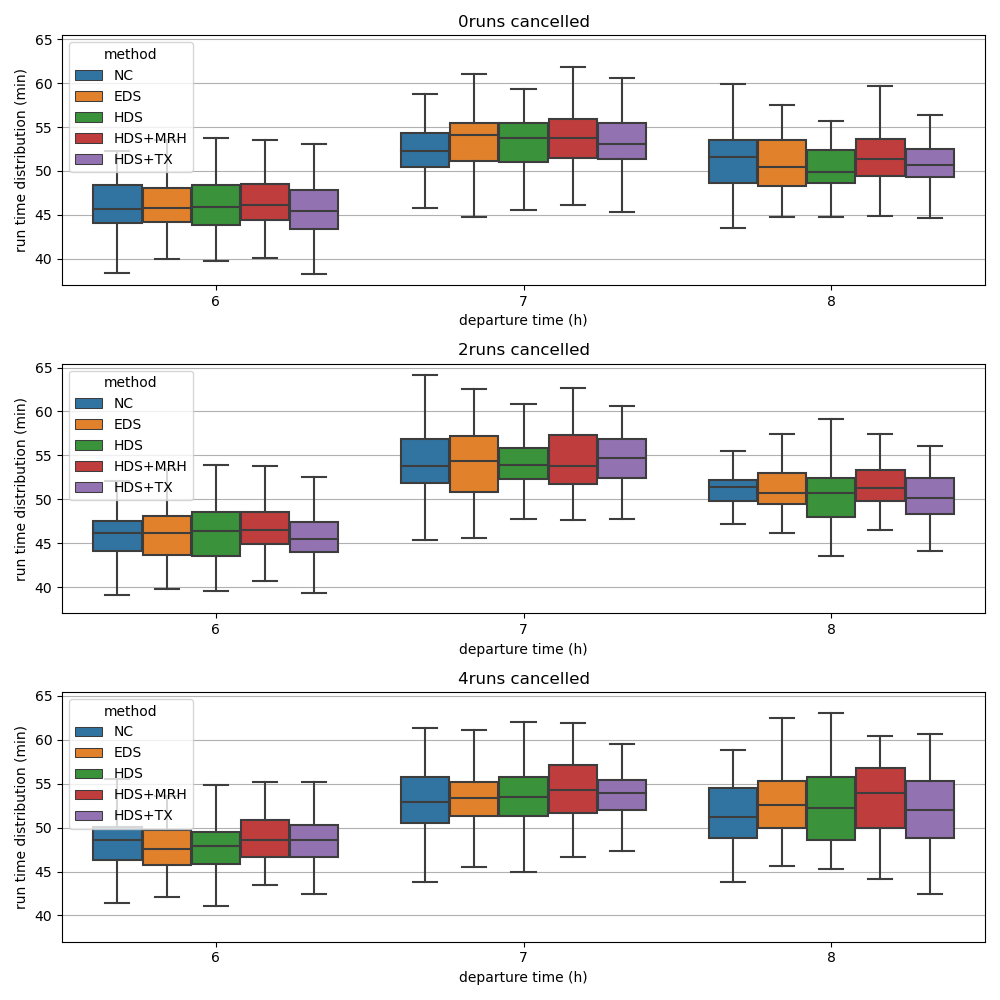 0runs cancelled
run time distribution (min)
65
60
55
50
45
40
method
NC
EDS
HDS
HDS+MRH
HDS+TX
6
7
8
departure time (h)
2runs cancelled
run time distribution (min)
65
60
55
50
45
40
method
NC
EDS
HDS
HDS+MRH
HDS+TX
6
7
8
departure time (h)
4runs cancelled
run time distribution (min)
65
60
55
50
45
40
method
NC
EDS
HDS
HDS+MRH
HDS+TX
6
7
8
departure time (h)